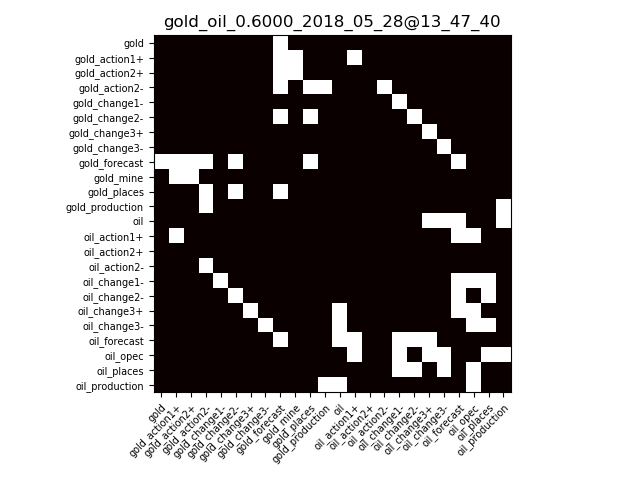 gold_oil_0.6000_2018_05_28@13_47_40
gold
gold_action1+
gold_action2+
gold_action2-
gold_change1-
gold_change2-
gold_change3+
gold_change3-
gold_forecast
gold_mine
gold_places
gold_production
oil
oil_action1+
oil_action2+
oil_action2-
oil_change1-
oil_change2-
oil_change3+
oil_change3-
oil_forecast
oil_opec
oil_places
oil_production
gold
gold_action1+
gold_action2+
gold_action2-
gold_change1-
gold_change2-
gold_change3+
gold_change3-
gold_forecast
gold_mine
gold_places
gold_production
oil
oil_action1+
oil_action2+
oil_action2-
oil_change1-
oil_change2-
oil_change3+
oil_change3-
oil_forecast
oil_opec
oil_places
oil_production